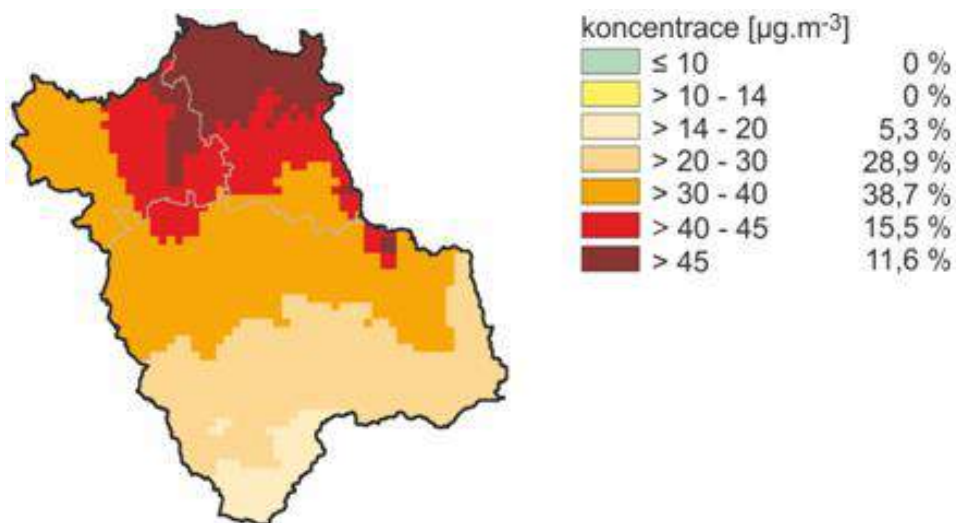 koncentrace [µg.m-3]
≤ 10 0 %
> 10 - 14 0 %
> 14 - 20 5,3 %
> 20 - 30 28,9 %
> 30 - 40 38,7 %
> 40 - 45 15,5 %
> 45 11,6 %